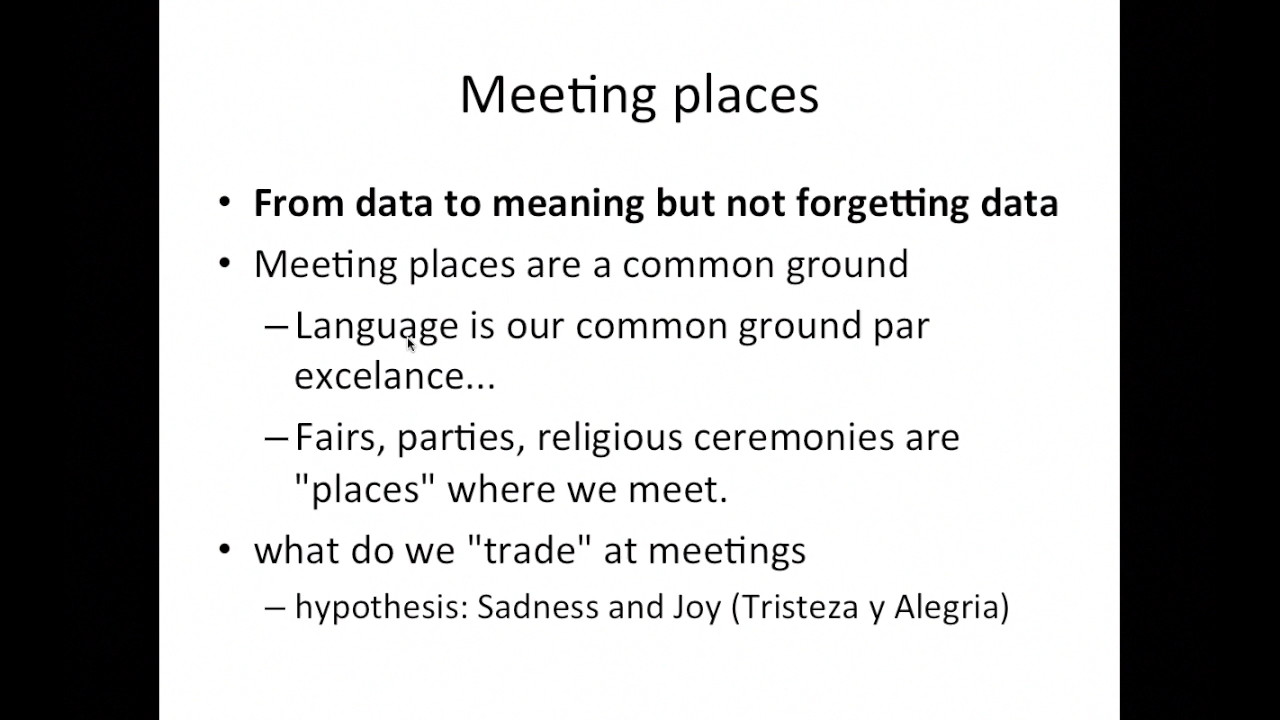 Meeting places
• From data to meaning but not forgetting data
• Meeting places are a common ground
– Language is our common ground par
excelance...
– Fairs, parties, religious ceremonies are
"places" where we meet.
• what do we "trade" at meetings
– hypothesis: Sadness and Joy (Tristeza y Alegria)